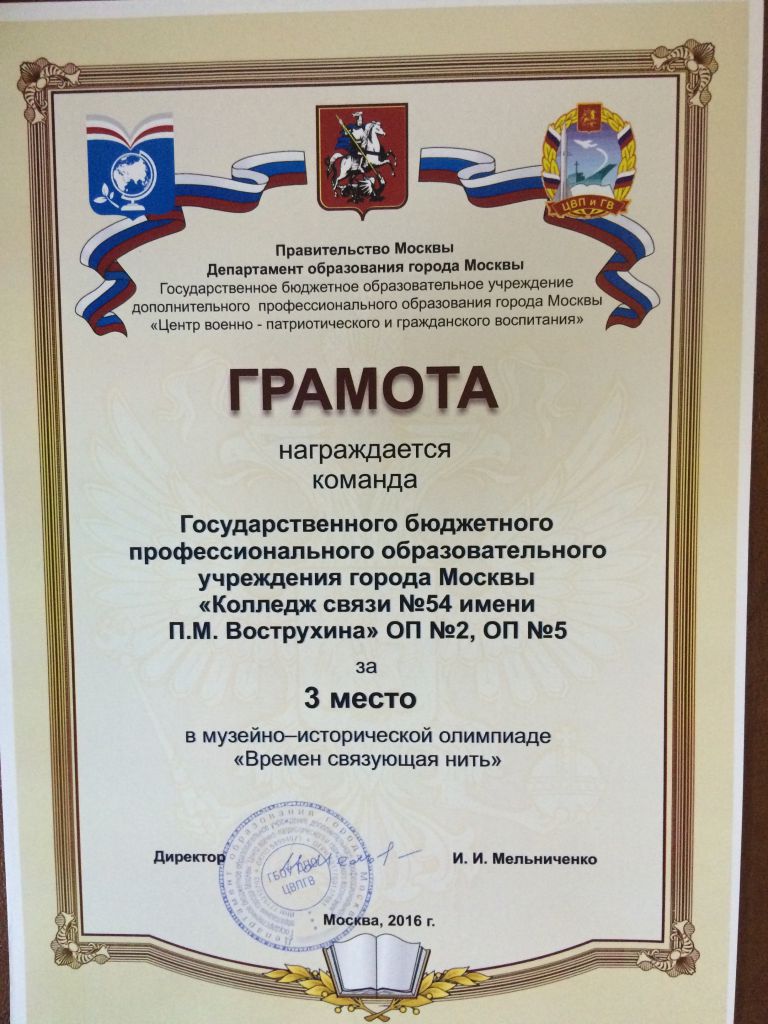 ЦВП и ГВ
Правительство Москвы
Департамент образования города Москвы
Государственное бюджетное образовательное учреждение
дополнительного профессионального образования города Москвы
«Центр военно - патриотического и гражданского воспитания»
ГРАМОТА
награждается
команда
Государственного бюджетного
профессионального образовательного
учреждения города Москвы
«Колледж связи №54 имени
П.М. Вострухина» ОП №2, ОП №5
за
3 место
в музейно–исторической олимпиаде
«Времен связующая нить»
Директор
И. И. Мельниченко
ЦВПГВ
Москва, 2016 г.